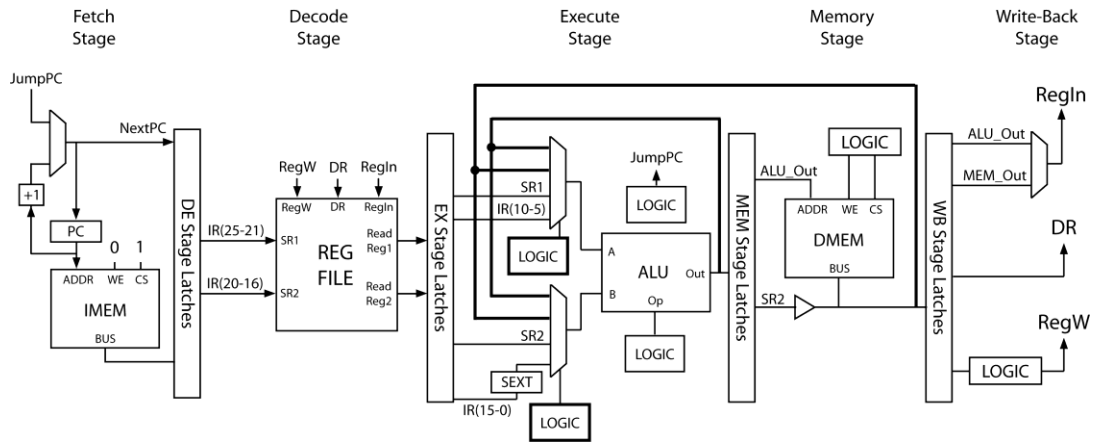 Fetch
Stage
Decode
Stage
Execute
Stage
Memory
Stage
Write-Back
Stage
JumpPC
NextPC
+1
PC
0 1
ADDR WE CS
IMEM
BUS
DE Stage Latches
IR(25-21)
IR(20-16)
RegW DR RegIn
RegW DR RegIn
SR1
SR2
REG
FILE
Read
Reg1
Read
Reg2
EX Stage Latches
SR1
IR(10-5)
LOGIC
SR2
SEXT
IR(15-0)
LOGIC
JumpPC
LOGIC
A
B
ALU
Out
Op
LOGIC
MEM Stage Latches
ALU_Out
LOGIC
ADDR WE CS
DMEM
BUS
SR2
WB Stage Latches
ALU_Out
MEM_Out
RegIn
DR
RegW
LOGIC